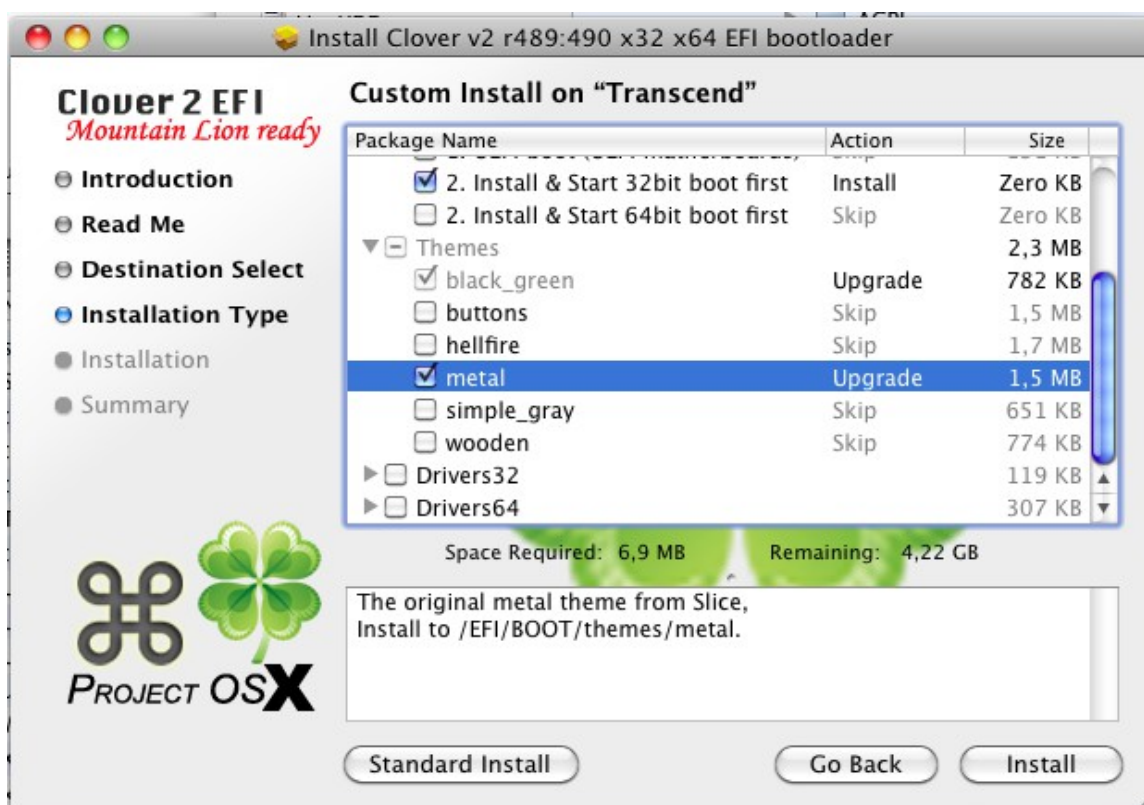 Install Clover v2 r489:490 x32 x64 EFI bootloader
Clover 2 EFI
Mountain Lion ready
Introduction
Read Me
Destination Select
Installation Type
Installation
Summary
PROJECT OSX
Custom Install on “Transcend”
Package Name Action Size
2. Install & Start 32bit boot first Install Zero KB
2. Install & Start 64bit boot first Skip Zero KB
Themes 2,3 MB
black_green Upgrade 782 KB
buttons Skip 1,5 MB
hellfire Skip 1,7 MB
metal Upgrade 1,5 MB
simple_gray Skip 651 KB
wooden Skip 774 KB
Drivers32 119 KB
Drivers64 307 KB
Space Required: 6,9 MB Remaining: 4,22 GB
The original metal theme from Slice,
Install to /EFI/BOOT/themes/metal.
Standard Install Go Back Install